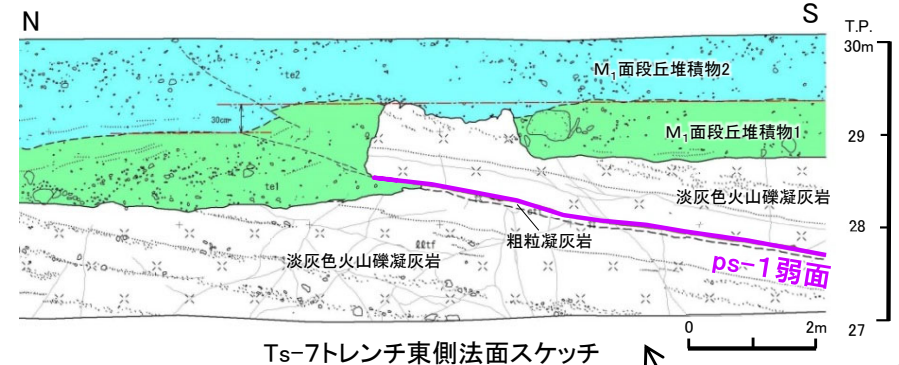 N
S
T.P.
30m
te2
M₁面段丘堆積物2
30cm
M₁面段丘堆積物1
29
te1
淡灰色火山礫凝灰岩
28
粗粒凝灰岩
ℓℓtf
淡灰色火山礫凝灰岩
ps-1弱面
0
2m
27
Ts-7トレンチ東側法面スケッチ